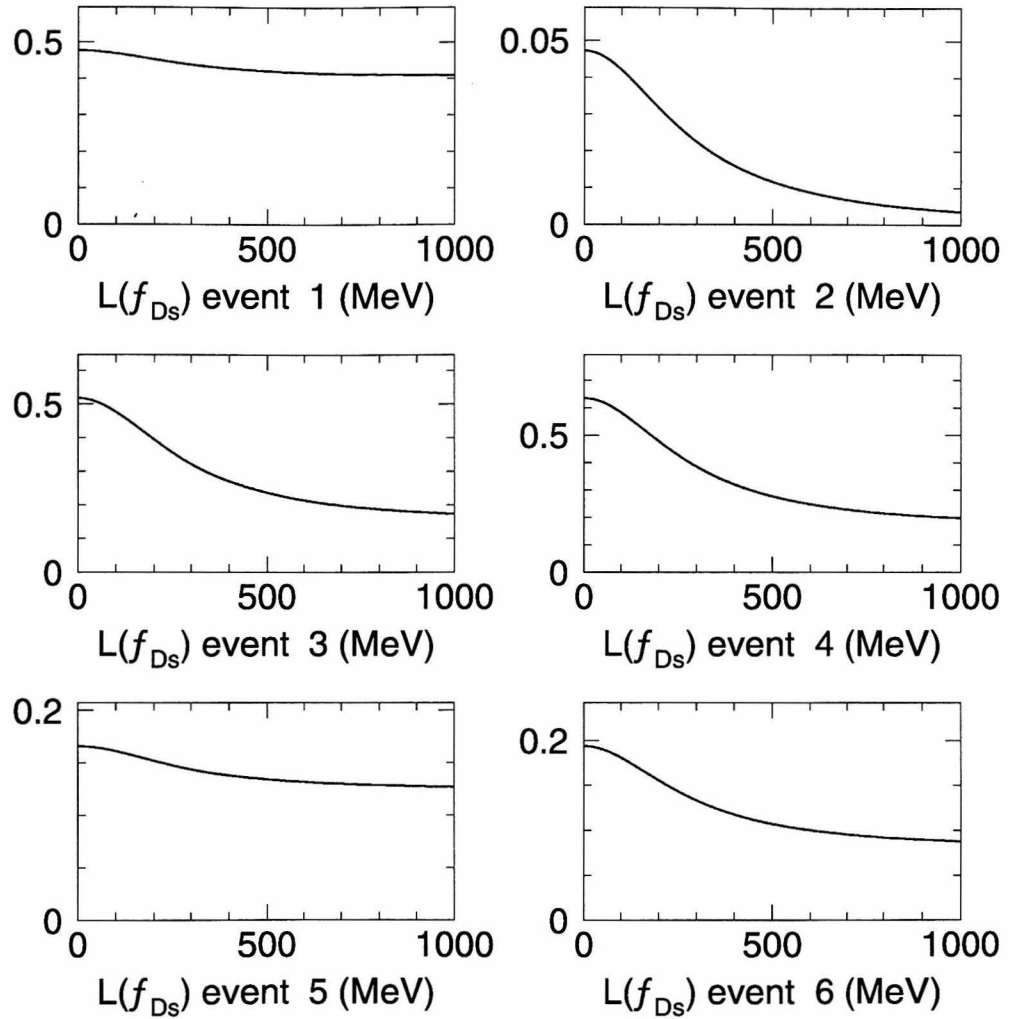 0.5
0
0 500 1000
L(f_Ds) event 1 (MeV)
0.05
0
0 500 1000
L(f_Ds) event 2 (MeV)
0.5
0
0 500 1000
L(f_Ds) event 3 (MeV)
0.5
0
0 500 1000
L(f_Ds) event 4 (MeV)
0.2
0
0 500 1000
L(f_Ds) event 5 (MeV)
0.2
0
0 500 1000
L(f_Ds) event 6 (MeV)